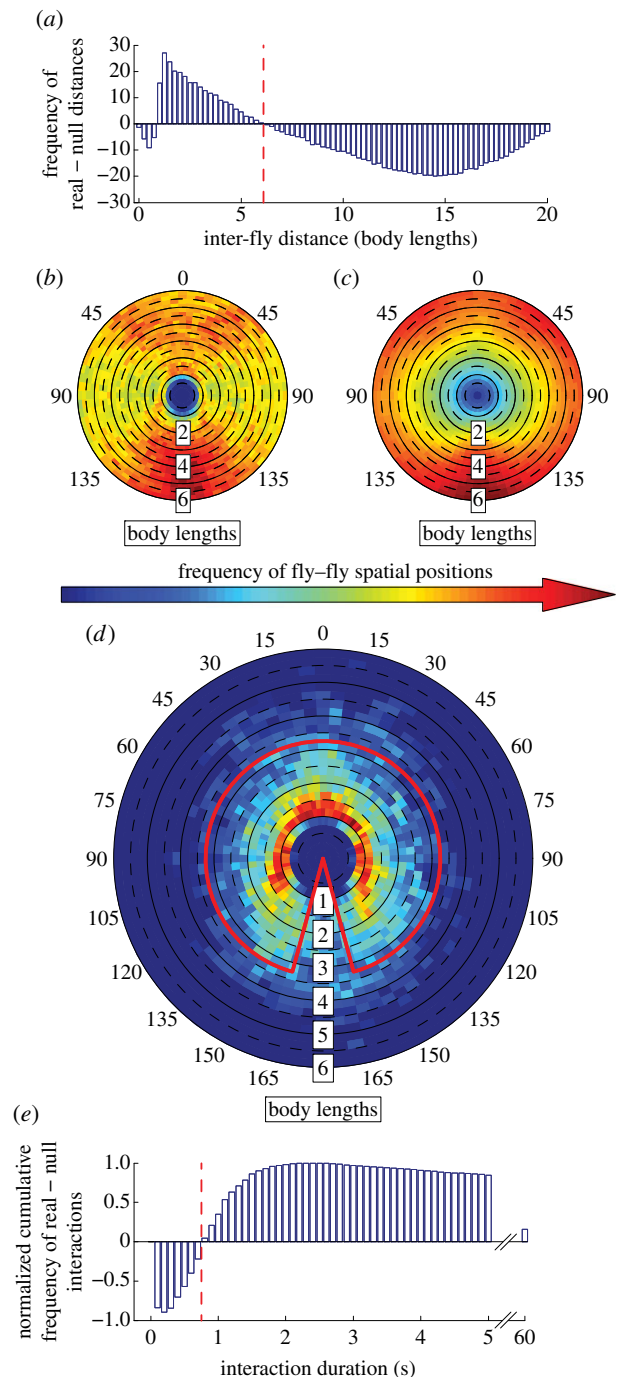 (a)
frequency of
real – null distances
30
20
10
0
−10
−20
−30
0 5 10 15 20
inter-fly distance (body lengths)
(b)
0
45 45
90 90
135 135
2
4
6
body lengths
(c)
0
45 45
90 90
135 135
2
4
6
body lengths
frequency of fly–fly spatial positions
(d)
0
15 15
30 30
45 45
60 60
75 75
90 90
105 105
120 120
135 135
150 150
165 165
1
2
3
4
5
6
body lengths
(e)
normalized cumulative
frequency of real – null
interactions
1.0
0.5
0
−0.5
−1.0
0 1 2 3 4 5 60
interaction duration (s)